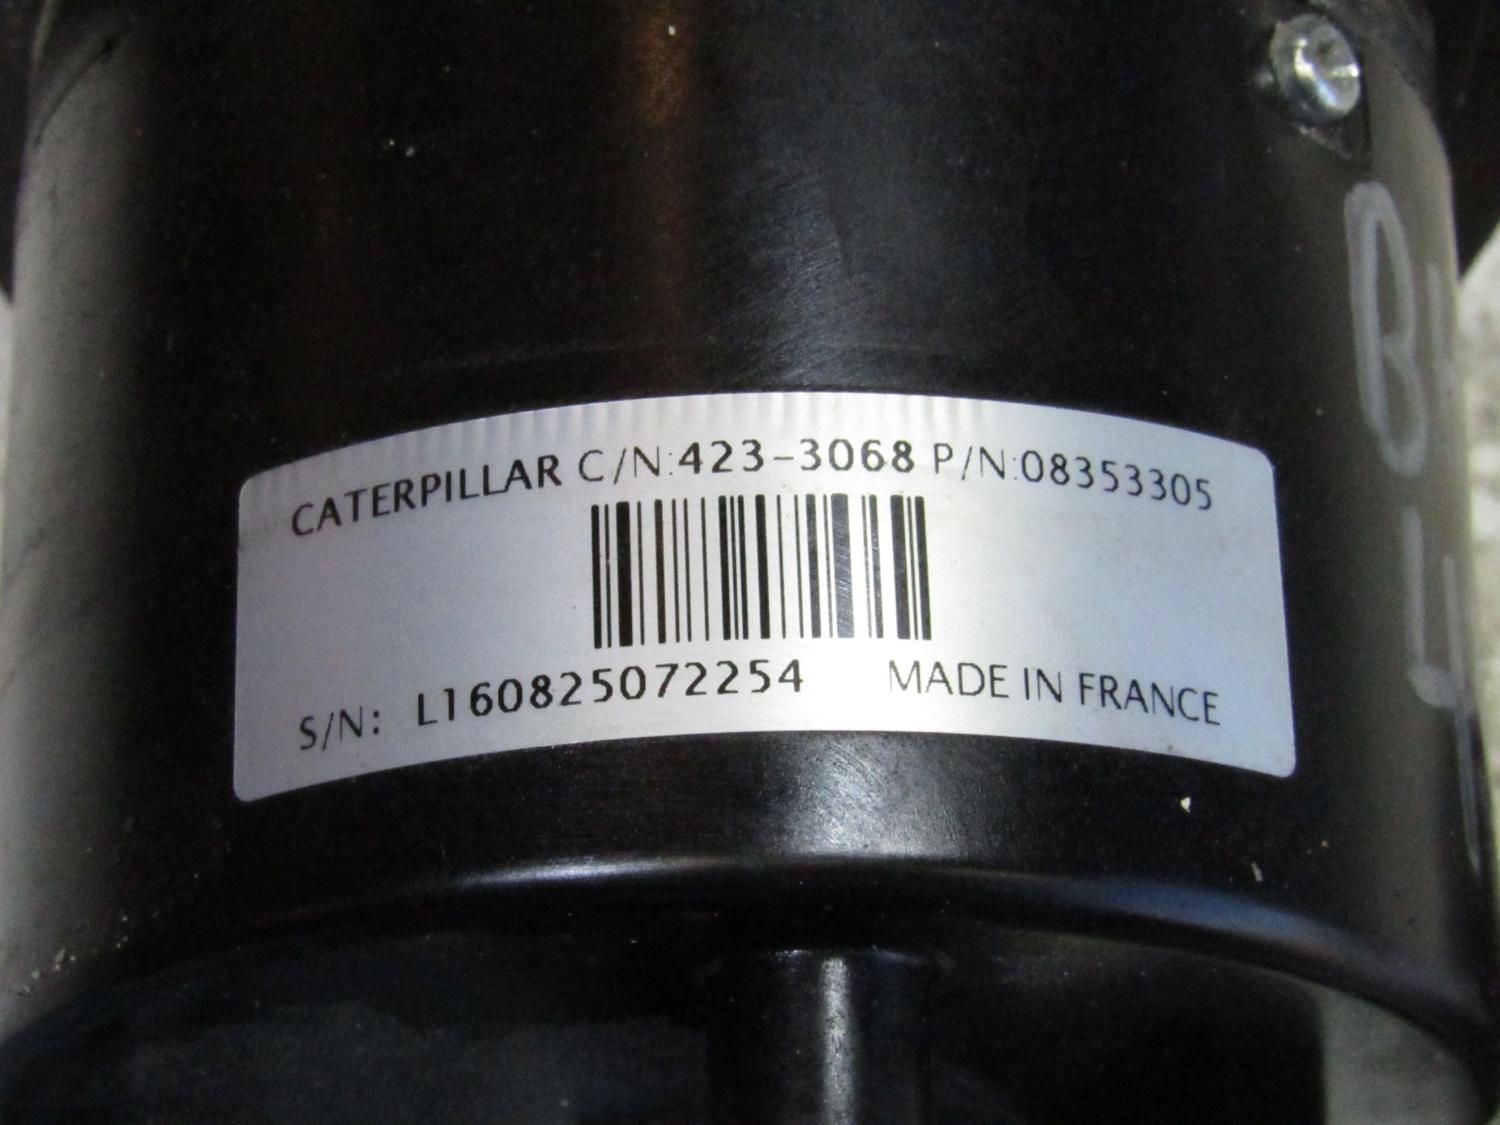 CATERPILLAR C/N:423-3068 P/N:08353305
S/N: L160825072254 MADE IN FRANCE